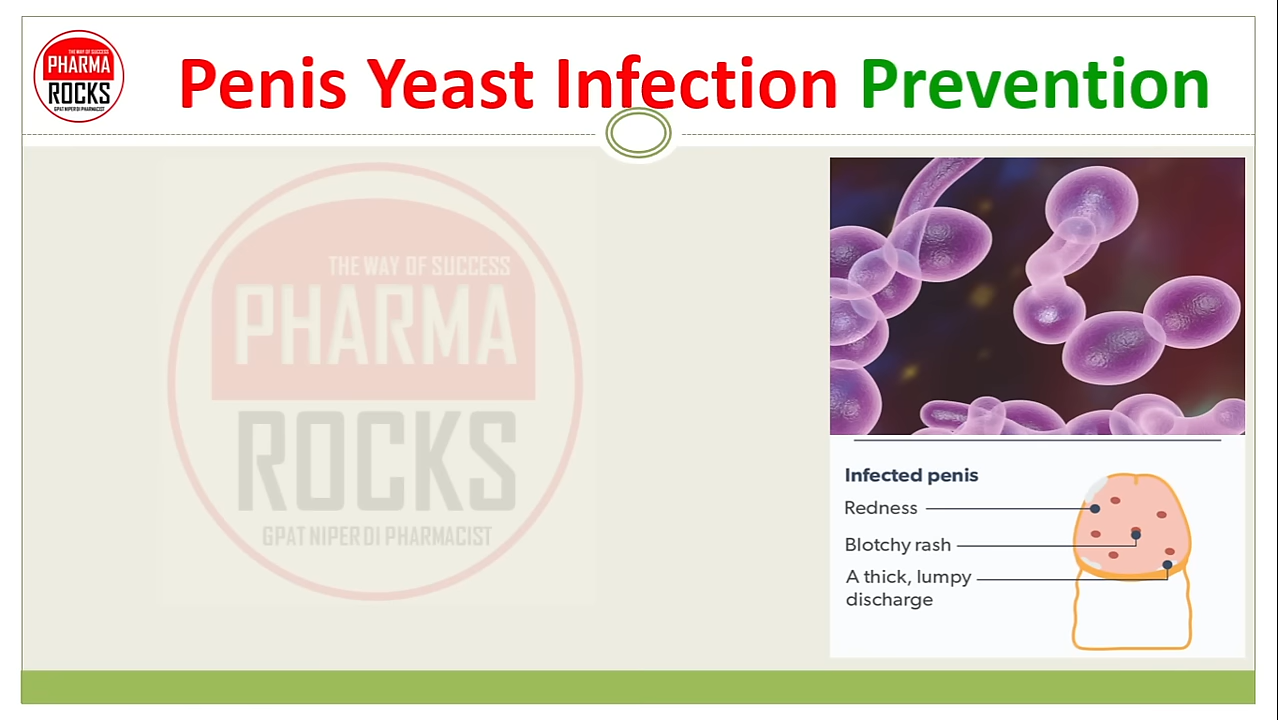 THE WAY OF SUCCESS
PHARMA
ROCKS
GPAT NIPER DI PHARMACIST
Penis Yeast Infection Prevention
THE WAY OF SUCCESS
PHARMA
ROCKS
GPAT NIPER DI PHARMACIST
Infected penis
Redness
Blotchy rash
A thick, lumpy
discharge